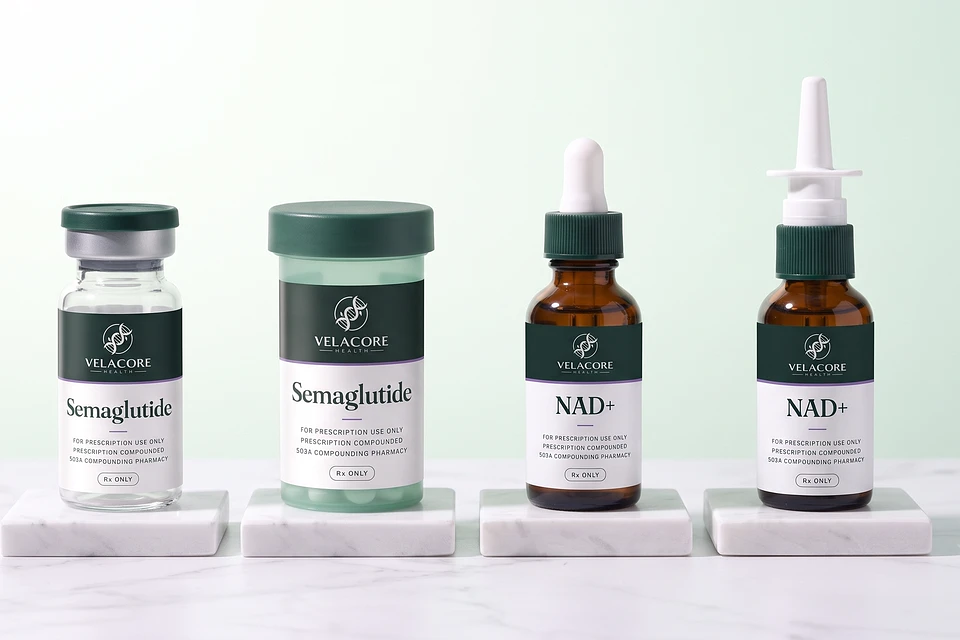 VELACORE
HEALTH
Semaglutide
FOR PRESCRIPTION USE ONLY
PRESCRIPTION COMPOUNDED
503A COMPOUNDING PHARMACY
Rx ONLY
VELACORE
HEALTH
Semaglutide
FOR PRESCRIPTION USE ONLY
PRESCRIPTION COMPOUNDED
503A COMPOUNDING PHARMACY
Rx ONLY
VELACORE
HEALTH
NAD+
FOR PRESCRIPTION USE ONLY
PRESCRIPTION COMPOUNDED
503A COMPOUNDING PHARMACY
Rx ONLY
VELACORE
HEALTH
NAD+
FOR PRESCRIPTION USE ONLY
PRESCRIPTION COMPOUNDED
503A COMPOUNDING PHARMACY
Rx ONLY